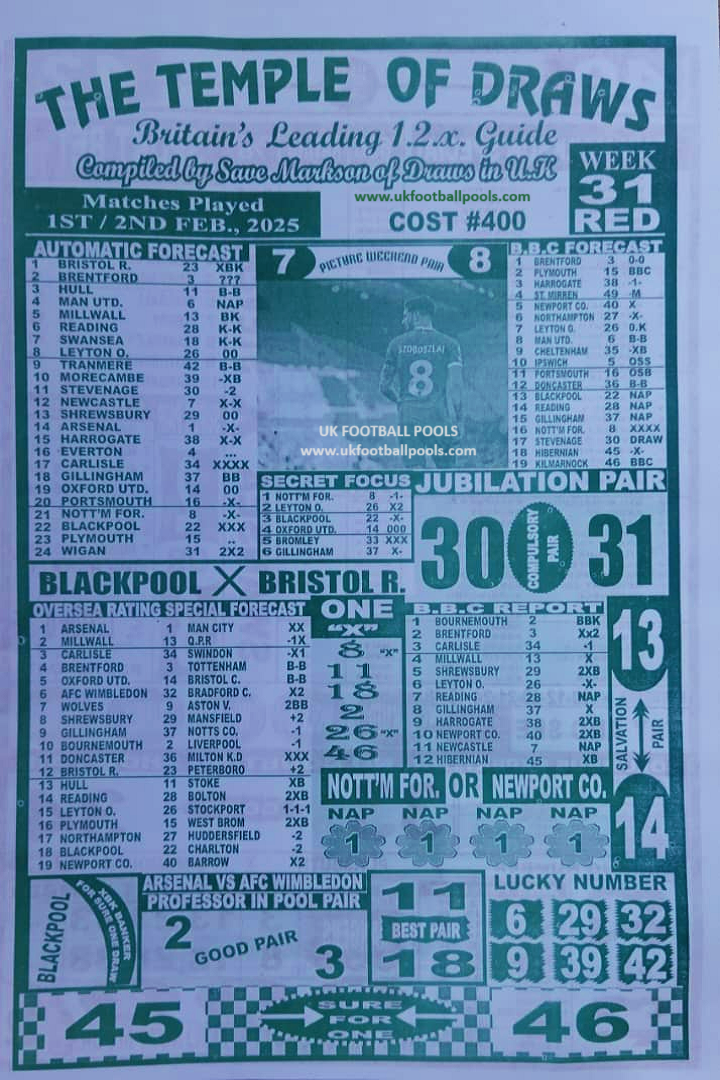 THE TEMPLE OF DRAWS
Britain's Leading 1.2.x. Guide
Compiled by Save Markson of Draws in U.K
WEEK
31
RED
Matches Played
1ST / 2ND FEB., 2025
www.ukfootballpools.com
COST #400
AUTOMATIC FORECAST
1 BRISTOL R. 23 XBK
2 BRENTFORD 3 ???
3 HULL 11 B-B
4 MAN UTD. 6 NAP
5 MILLWALL 13 BK
6 READING 28 K-K
7 SWANSEA 18 K-K
8 LEYTON O. 26 00
9 TRANMERE 42 B-B
10 MORECAMBE 39 -XB
11 STEVENAGE 30 -2
12 NEWCASTLE 7 X-X
13 SHREWSBURY 29 00
14 ARSENAL 1 -X-
15 HARROGATE 38 X-X
16 EVERTON 4 ...
17 CARLISLE 34 XXXX
18 GILLINGHAM 37 BB
19 OXFORD UTD. 14 00
20 PORTSMOUTH 16 -X-
21 NOTT'M FOR. 8 -X-
22 BLACKPOOL 22 XXX
23 PLYMOUTH 15 ..
24 WIGAN 31 2X2
7 PICTURE WEEKEND PAIR 8
SZOBOSZLAI
8
UK FOOTBALL POOLS
www.ukfootballpools.com
B.B.C FORECAST
1 BRENTFORD 3 0-0
2 PLYMOUTH 15 BBC
3 HARROGATE 38 -1-
4 ST. MIRREN 49 -M
5 NEWPORT CO. 40 X
6 NORTHAMPTON 27 -X-
7 LEYTON O. 26 0.K
8 MAN UTD. 6 B-B
9 CHELTENHAM 35 -XB
10 IPSWICH 5 OSS
11 PORTSMOUTH 16 OSB
12 DONCASTER 36 B-B
13 BLACKPOOL 22 NAP
14 READING 28 NAP
15 GILLINGHAM 37 NAP
16 NOTT'M FOR. 8 XXXX
17 STEVENAGE 30 DRAW
18 HIBERNIAN 45 -X-
19 KILMARNOCK 46 BBC
SECRET FOCUS
1 NOTT'M FOR. 8 -1-
2 LEYTON O. 26 X2
3 BLACKPOOL 22 -X-
4 OXFORD UTD. 14 000
5 BROMLEY 33 XXX
6 GILLINGHAM 37 X-
JUBILATION PAIR
30 COMPULSORY PAIR 31
BLACKPOOL X BRISTOL R.
OVERSEA RATING SPECIAL FORECAST
1 ARSENAL 1 MAN CITY XX
2 MILLWALL 13 Q.P.R -1X
3 CARLISLE 34 SWINDON -X1
4 BRENTFORD 3 TOTTENHAM B-B
5 OXFORD UTD. 14 BRISTOL C. B-B
6 AFC WIMBLEDON 32 BRADFORD C. X2
7 WOLVES 9 ASTON V. 2BB
8 SHREWSBURY 29 MANSFIELD +2
9 GILLINGHAM 37 NOTTS CO. -1
10 BOURNEMOUTH 2 LIVERPOOL -1
11 DONCASTER 36 MILTON K.D XXX
12 BRISTOL R. 23 PETERBORO +2
13 HULL 11 STOKE XB
14 READING 28 BOLTON 2XB
15 LEYTON O. 26 STOCKPORT 1-1-1
16 PLYMOUTH 15 WEST BROM 2XB
17 NORTHAMPTON 27 HUDDERSFIELD -2
18 BLACKPOOL 22 CHARLTON -2
19 NEWPORT CO. 40 BARROW X2
ONE
"X"
8 "X"
11
18
2
26 "X"
46
B.B.C REPORT
1 BOURNEMOUTH 2 BBK
2 BRENTFORD 3 Xx2
3 CARLISLE 34 -1
4 MILLWALL 13 X
5 SHREWSBURY 29 2XB
6 LEYTON O. 26 -X-
7 READING 28 NAP
8 GILLINGHAM 37 X
9 HARROGATE 38 2XB
10 NEWPORT CO. 40 2XB
11 NEWCASTLE 7 NAP
12 HIBERNIAN 45 XB
13
SALVATION PAIR
14
NOTT'M FOR. OR NEWPORT CO.
NAP NAP NAP NAP
1 1 1 1
BLACKPOOL
XBK BANKER
FOR SURE ONE DRAW
ARSENAL VS AFC WIMBLEDON
PROFESSOR IN POOL PAIR
2 GOOD PAIR 3
11
BEST PAIR
18
LUCKY NUMBER
6 29 32
9 39 42
45 SURE FOR ONE 46